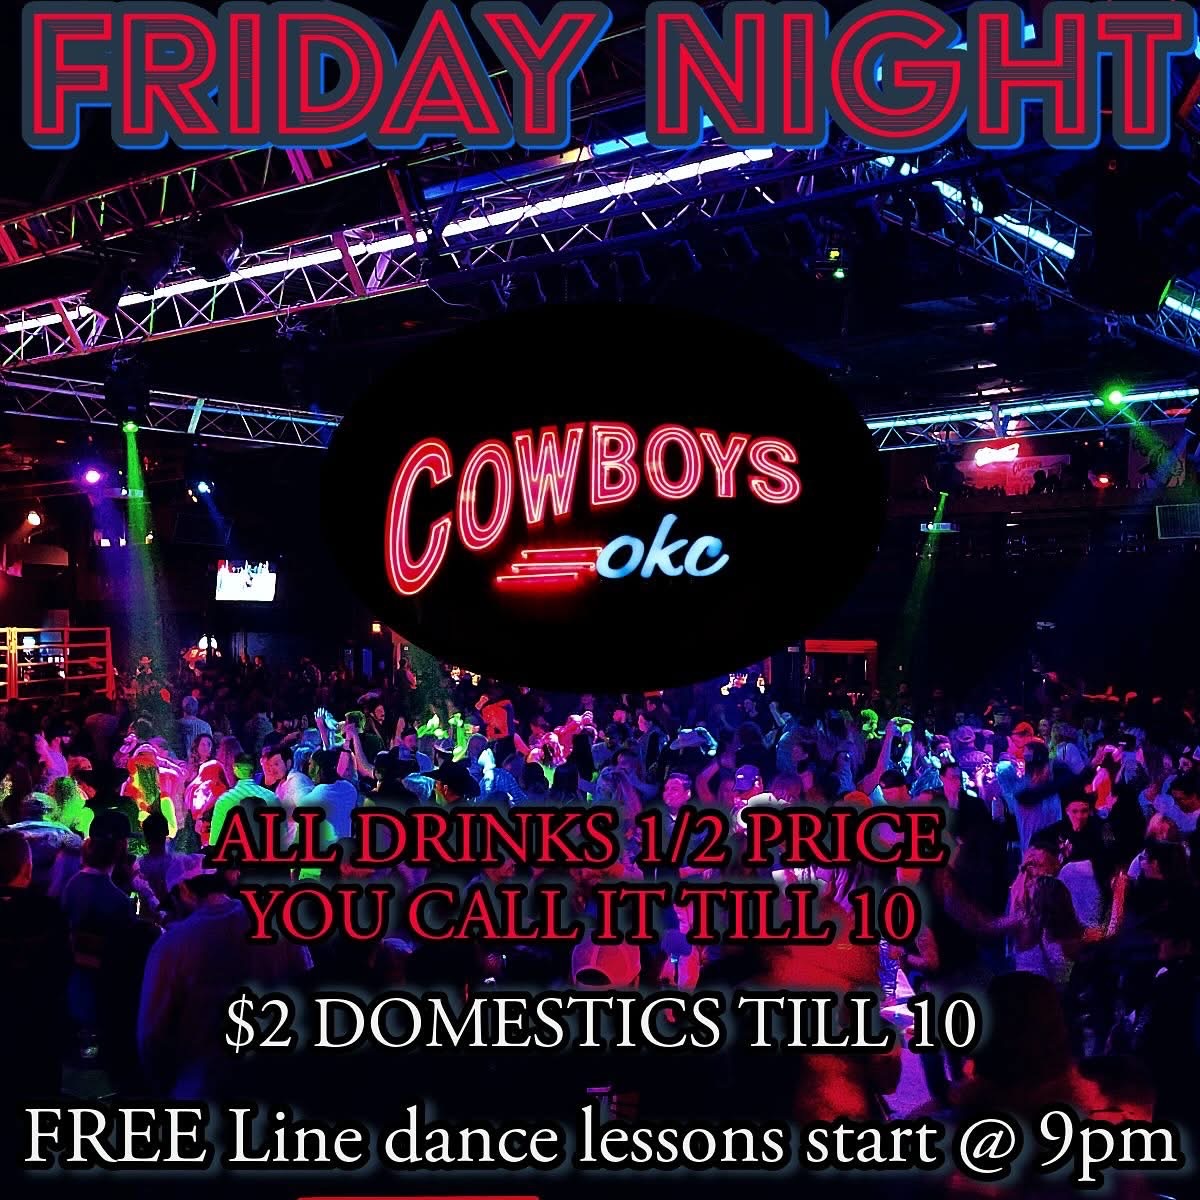 FRIDAY NIGHT
COWBOYS
OKC
ALL DRINKS 1/2 PRICE
YOU CALL IT TILL 10
$2 DOMESTICS TILL 10
FREE Line dance lessons start @ 9pm